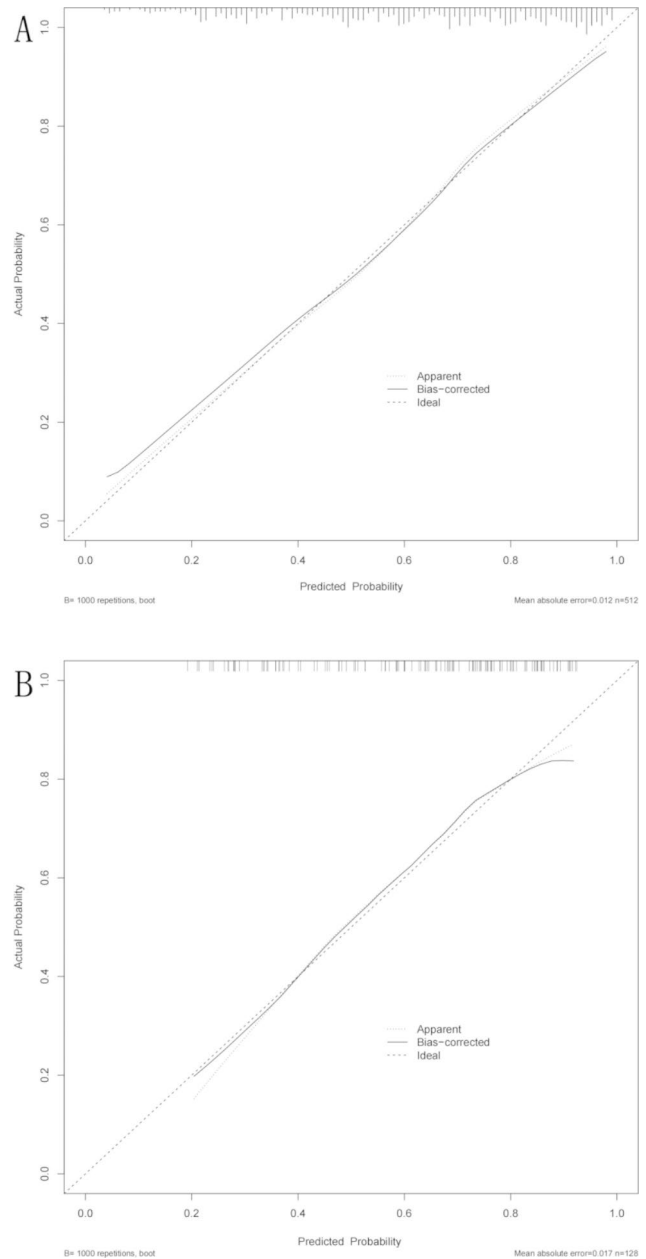 A
1.0
0.8
0.6
0.4
0.2
0.0
Actual Probability
Apparent
Bias-corrected
Ideal
0.0 0.2 0.4 0.6 0.8 1.0
Predicted Probability
B= 1000 repetitions, boot
Mean absolute error=0.012 n=512
B
1.0
0.8
0.6
0.4
0.2
0.0
Actual Probability
Apparent
Bias-corrected
Ideal
0.0 0.2 0.4 0.6 0.8 1.0
Predicted Probability
B= 1000 repetitions, boot
Mean absolute error=0.017 n=128